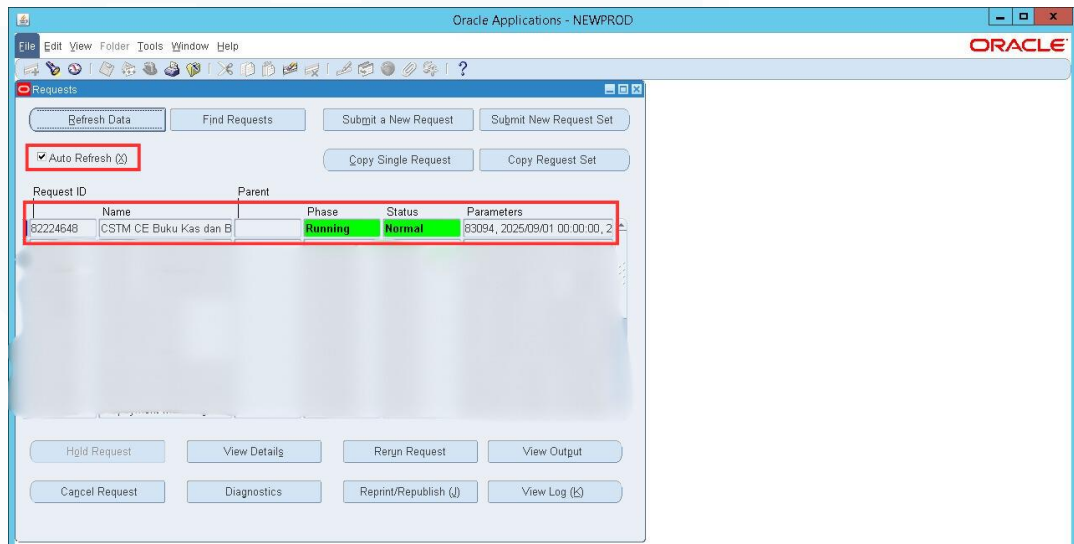 Oracle Applications - NEWPROD
File Edit View Folder Tools Window Help
ORACLE
Requests
Refresh Data Find Requests Submit a New Request Submit New Request Set
Auto Refresh (X) Copy Single Request Copy Request Set
Request ID Parent
Name Phase Status Parameters
82224648 CSTM CE Buku Kas dan B Running Normal 83094, 2025/09/01 00:00:00, 2
Hold Request View Details Rerun Request View Output
Cancel Request Diagnostics Reprint/Republish (J) View Log (K)